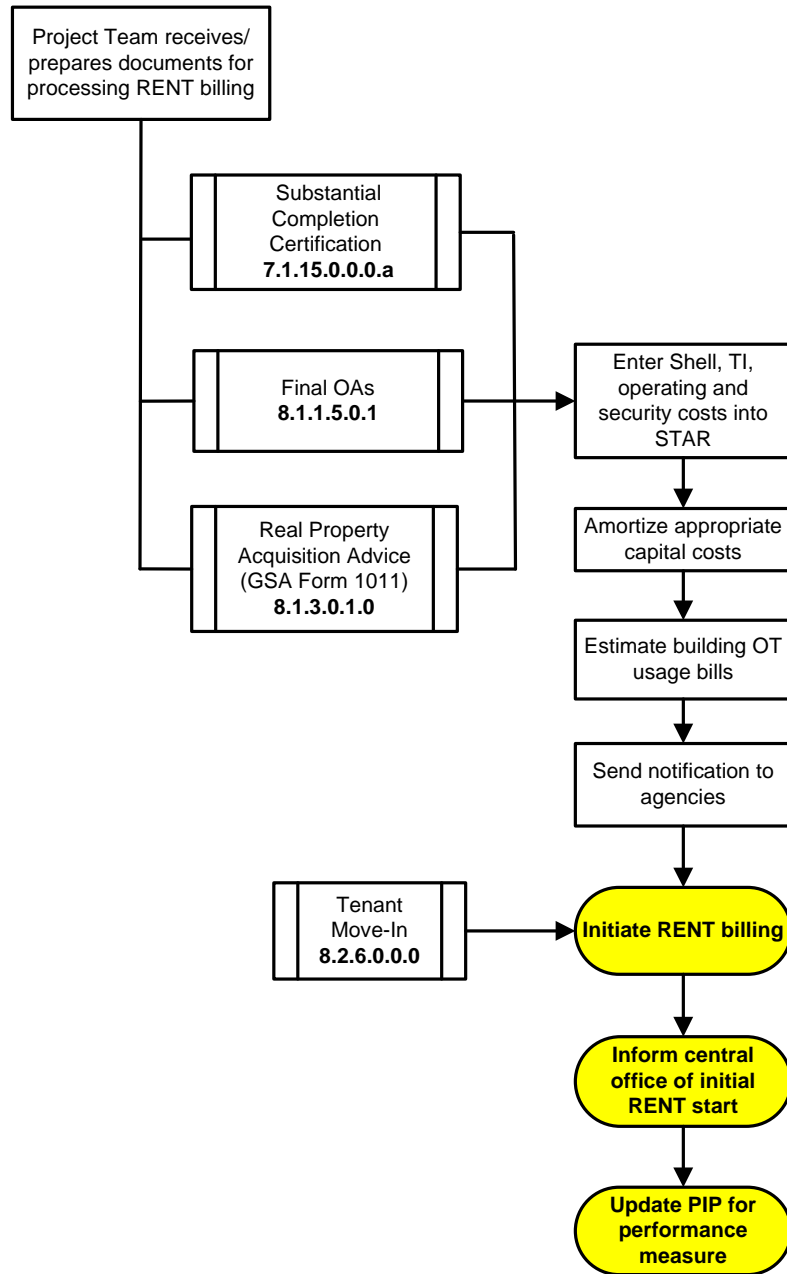 Project Team receives/
prepares documents for
processing RENT billing
Substantial
Completion
Certification
7.1.15.0.0.0.a
Final OAs
8.1.1.5.0.1
Real Property
Acquisition Advice
(GSA Form 1011)
8.1.3.0.1.0
Enter Shell, TI,
operating and
security costs into
STAR
Amortize appropriate
capital costs
Estimate building OT
usage bills
Send notification to
agencies
Tenant
Move-In
8.2.6.0.0.0
Initiate RENT billing
Inform central
office of initial
RENT start
Update PIP for
performance
measure